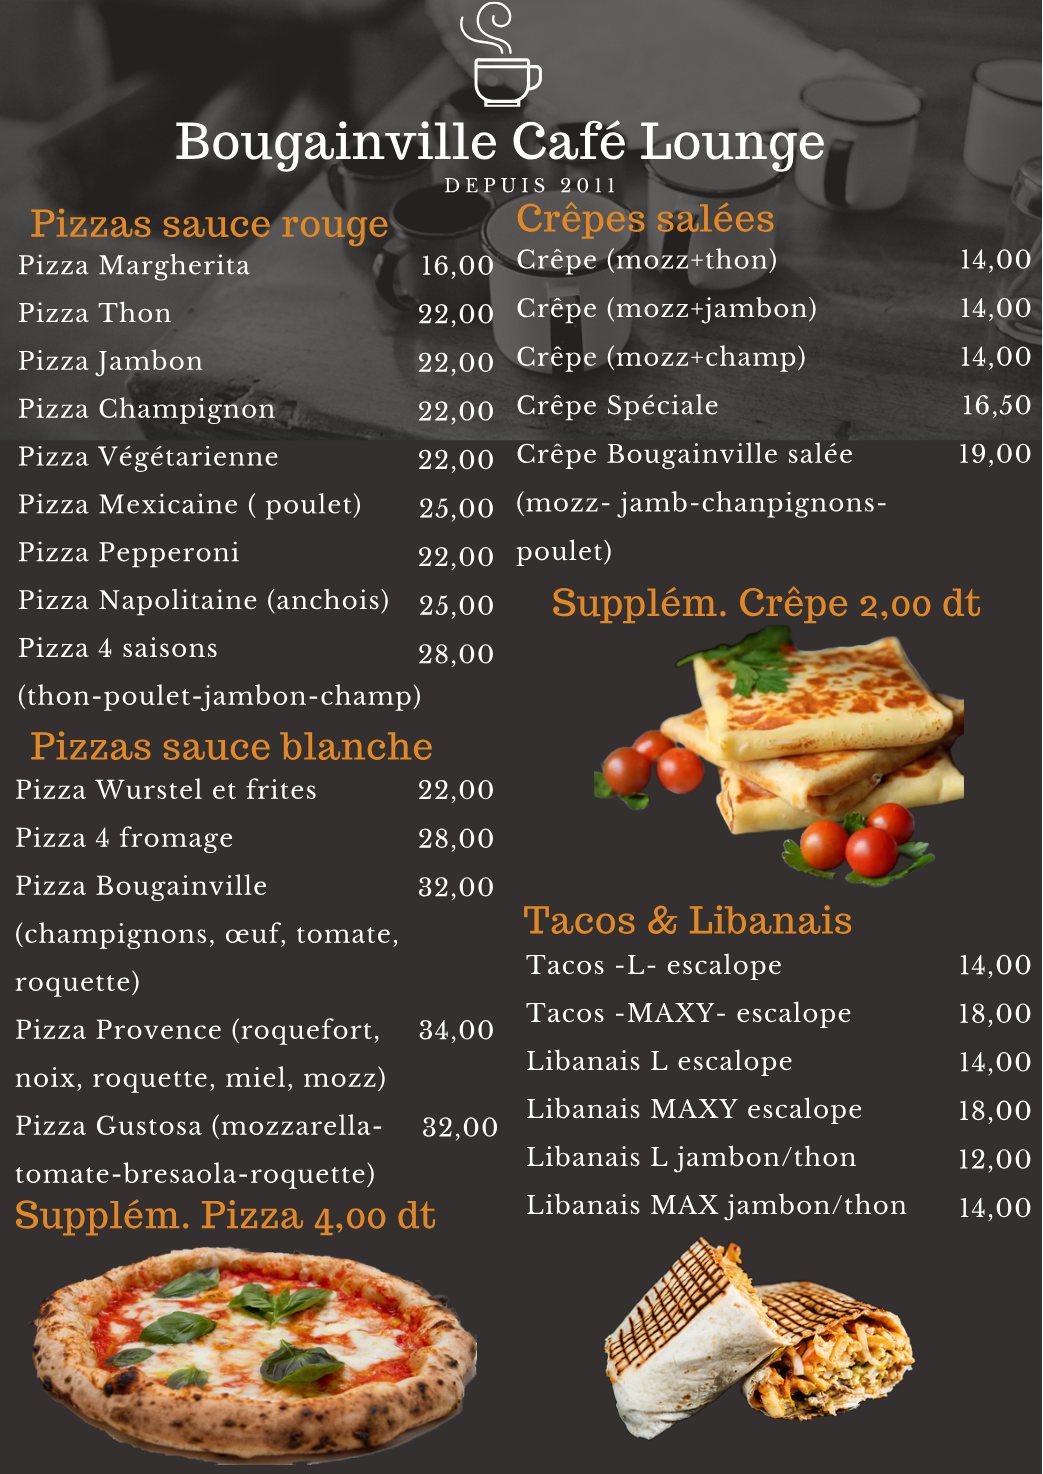 Bougainville Café Lounge
DEPUIS 2011
Pizzas sauce rouge
Pizza Margherita 16,00
Pizza Thon 22,00
Pizza Jambon 22,00
Pizza Champignon 22,00
Pizza Végétarienne 22,00
Pizza Mexicaine ( poulet) 25,00
Pizza Pepperoni 22,00
Pizza Napolitaine (anchois) 25,00
Pizza 4 saisons 28,00
(thon-poulet-jambon-champ)
Pizzas sauce blanche
Pizza Wurstel et frites 22,00
Pizza 4 fromage 28,00
Pizza Bougainville 32,00
(champignons, œuf, tomate,
roquette)
Pizza Provence (roquefort, 34,00
noix, roquette, miel, mozz)
Pizza Gustosa (mozzarella- 32,00
tomate-bresaola-roquette)
Supplém. Pizza 4,00 dt
Crêpes salées
Crêpe (mozz+thon) 14,00
Crêpe (mozz+jambon) 14,00
Crêpe (mozz+champ) 14,00
Crêpe Spéciale 16,50
Crêpe Bougainville salée 19,00
(mozz- jamb-chanpignons-
poulet)
Supplém. Crêpe 2,00 dt
Tacos & Libanais
Tacos -L- escalope 14,00
Tacos -MAXY- escalope 18,00
Libanais L escalope 14,00
Libanais MAXY escalope 18,00
Libanais L jambon/thon 12,00
Libanais MAX jambon/thon 14,00